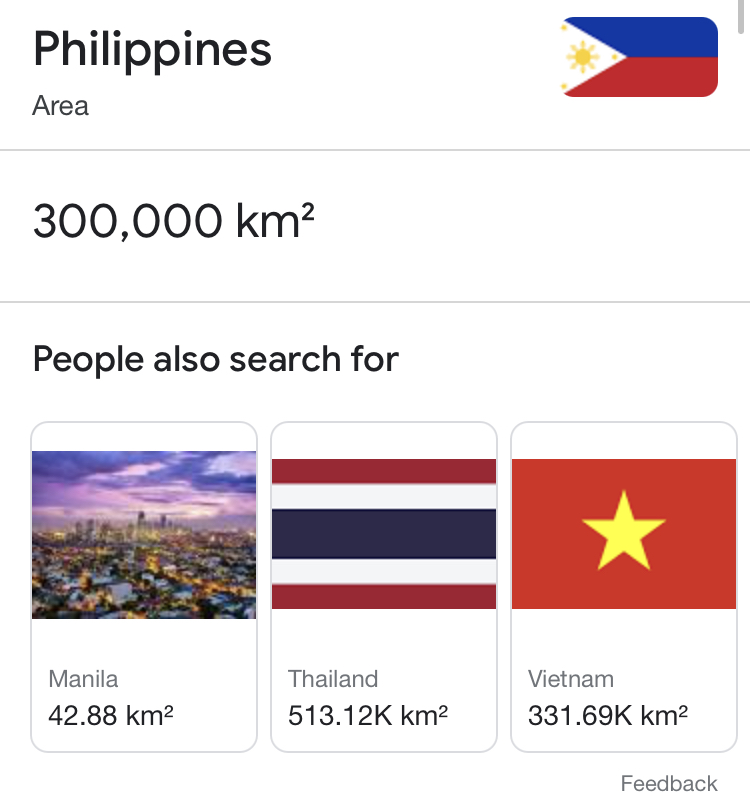 Philippines
Area
300,000 km²
People also search for
Manila
42.88 km²
Thailand
513.12K km²
Vietnam
331.69K km²
Feedback